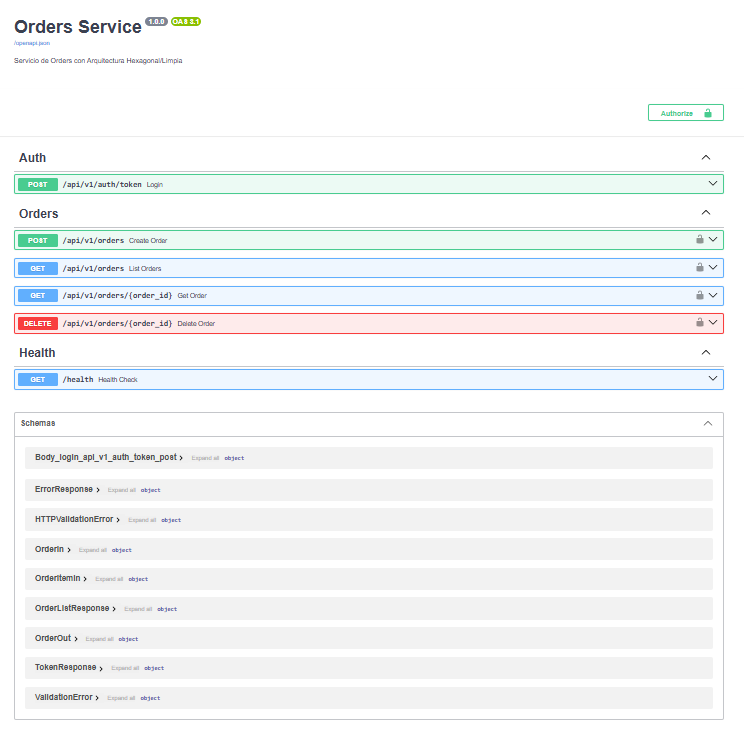 Orders Service 1.0.0 OAS 3.1
/openapi.json
Servicio de Orders con Arquitectura Hexagonal/Limpia
Authorize
Auth
POST /api/v1/auth/token Login
Orders
POST /api/v1/orders Create Order
GET /api/v1/orders List Orders
GET /api/v1/orders/{order_id} Get Order
DELETE /api/v1/orders/{order_id} Delete Order
Health
GET /health Health Check
Schemas
Body_login_api_v1_auth_token_post Expand all object
ErrorResponse Expand all object
HTTPValidationError Expand all object
OrderIn Expand all object
OrderItemIn Expand all object
OrderListResponse Expand all object
OrderOut Expand all object
TokenResponse Expand all object
ValidationError Expand all object